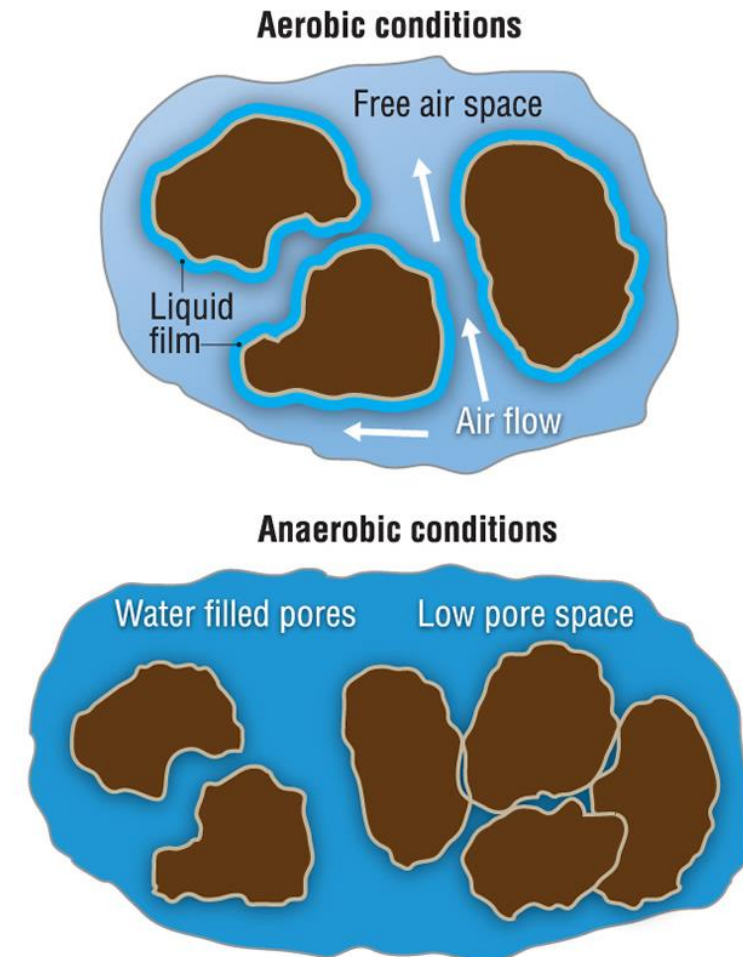 Aerobic conditions
Free air space
Liquid
film
Air flow
Anaerobic conditions
Water filled pores
Low pore space